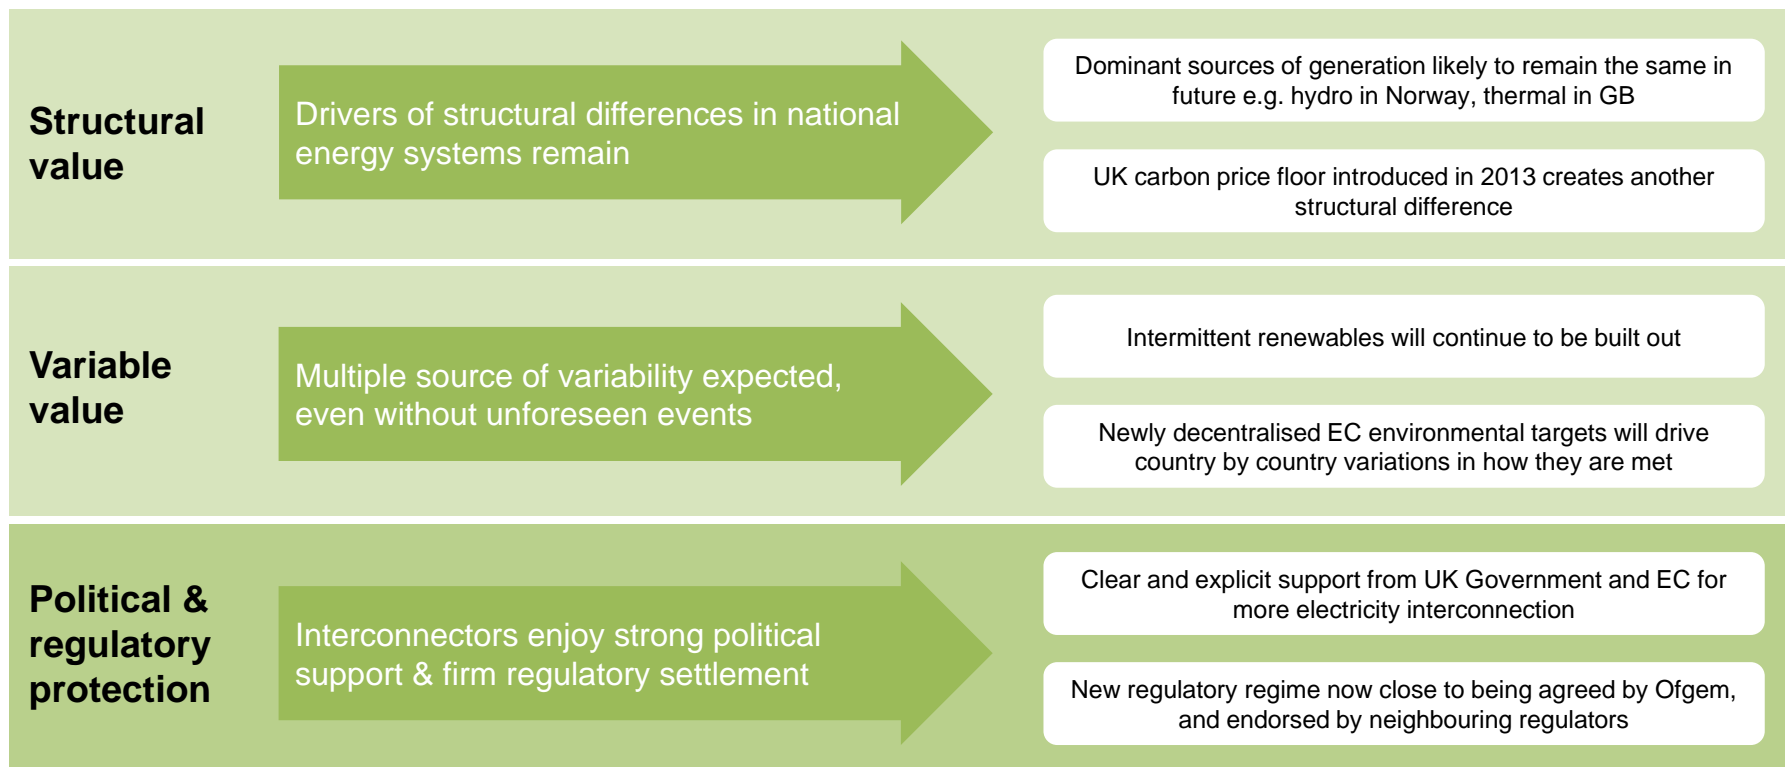 Structural
value
Drivers of structural differences in national
energy systems remain
Dominant sources of generation likely to remain the same in
future e.g. hydro in Norway, thermal in GB
UK carbon price floor introduced in 2013 creates another
structural difference
Variable
value
Multiple source of variability expected,
even without unforeseen events
Intermittent renewables will continue to be built out
Newly decentralised EC environmental targets will drive
country by country variations in how they are met
Political &
regulatory
protection
Interconnectors enjoy strong political
support & firm regulatory settlement
Clear and explicit support from UK Government and EC for
more electricity interconnection
New regulatory regime now close to being agreed by Ofgem,
and endorsed by neighbouring regulators